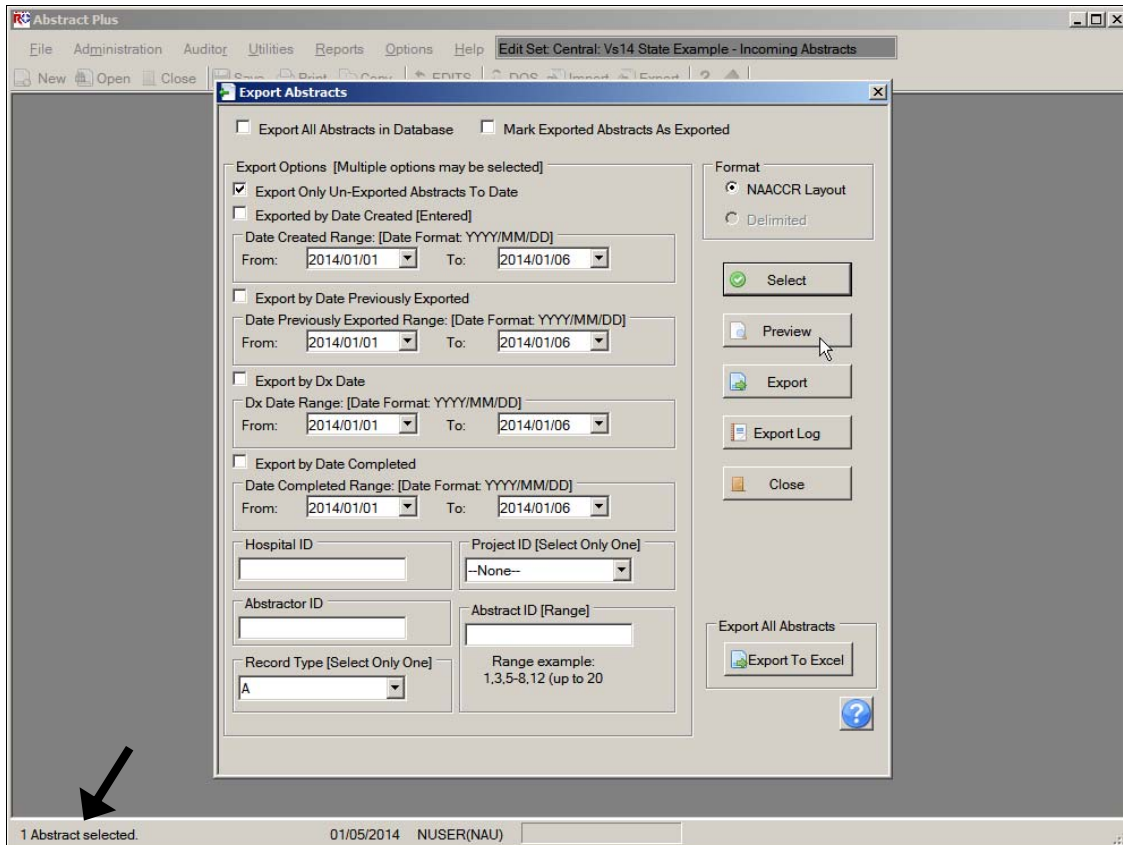 Abstract Plus
File Administration Auditor Utilities Reports Options Help Edit Set: Central: Vs14 State Example - Incoming Abstracts
New Open Close Save Print Copy EDITS DOS Import Export ?
Export Abstracts
Export All Abstracts in Database Mark Exported Abstracts As Exported
Export Options [Multiple options may be selected] Format
Export Only Un-Exported Abstracts To Date NAACCR Layout
Exported by Date Created [Entered] Delimited
Date Created Range: [Date Format: YYYY/MM/DD]
From: 2014/01/01 To: 2014/01/06
Select
Export by Date Previously Exported
Date Previously Exported Range: [Date Format: YYYY/MM/DD]
From: 2014/01/01 To: 2014/01/06
Preview
Export by Dx Date Export
Dx Date Range: [Date Format: YYYY/MM/DD]
From: 2014/01/01 To: 2014/01/06
Export Log
Export by Date Completed
Date Completed Range: [Date Format: YYYY/MM/DD]
Close
From: 2014/01/01 To: 2014/01/06
Hospital ID Project ID [Select Only One]
--None--
Abstractor ID Abstract ID [Range]
Export All Abstracts
Export To Excel
Record Type [Select Only One] Range example:
1,3,5-8,12 (up to 20
A
?
1 Abstract selected. 01/05/2014 NUSER(NAU)